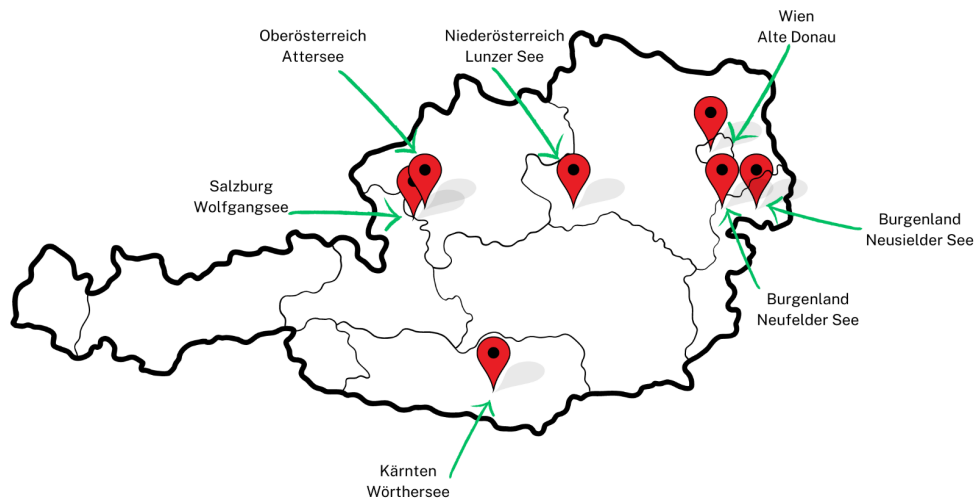 Wien
Alte Donau
Oberösterreich
Attersee
Niederösterreich
Lunzer See
Salzburg
Wolfgangsee
Burgenland
Neusielder See
Burgenland
Neufelder See
Kärnten
Wörthersee